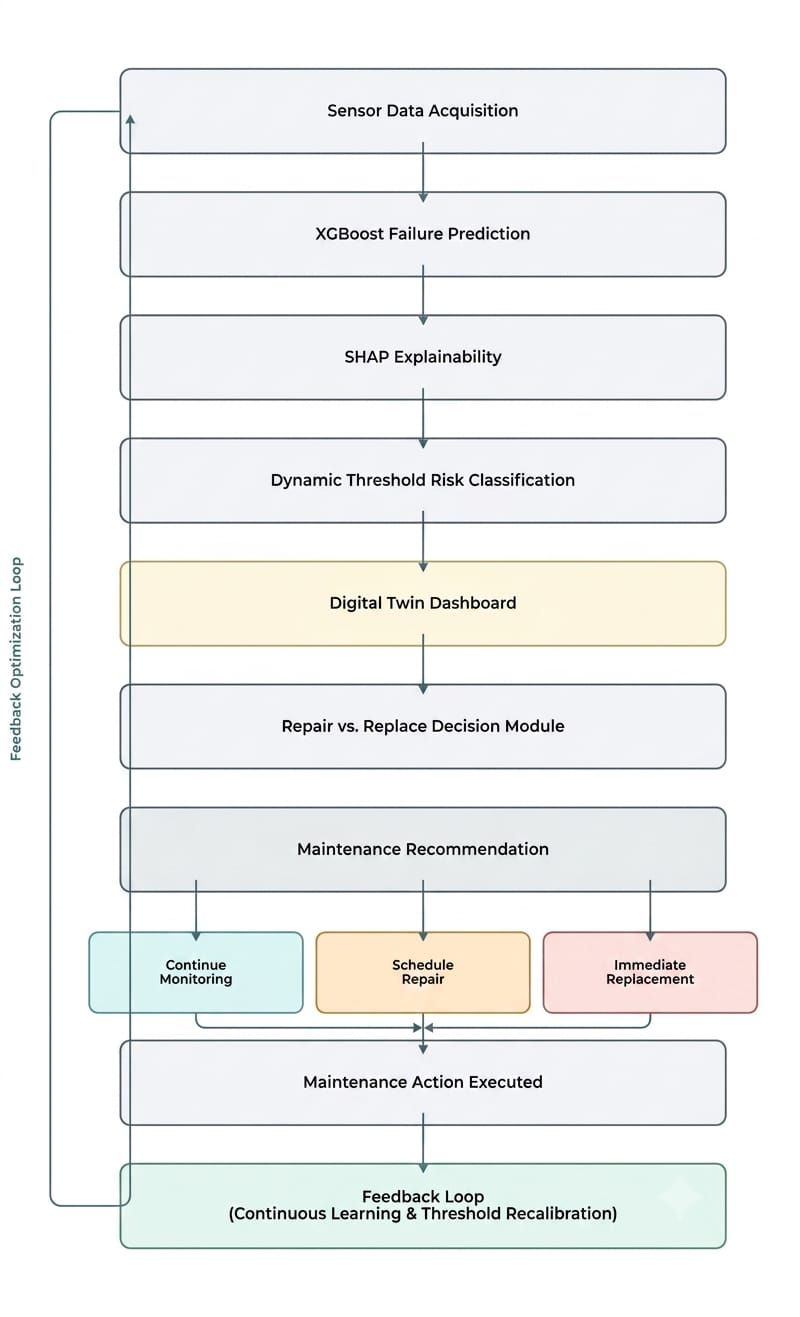 Sensor Data Acquisition
XGBoost Failure Prediction
SHAP Explainability
Dynamic Threshold Risk Classification
Digital Twin Dashboard
Feedback Optimization Loop
Repair vs. Replace Decision Module
Maintenance Recommendation
Continue
Monitoring
Schedule
Repair
Immediate
Replacement
Maintenance Action Executed
Feedback Loop
(Continuous Learning & Threshold Recalibration)